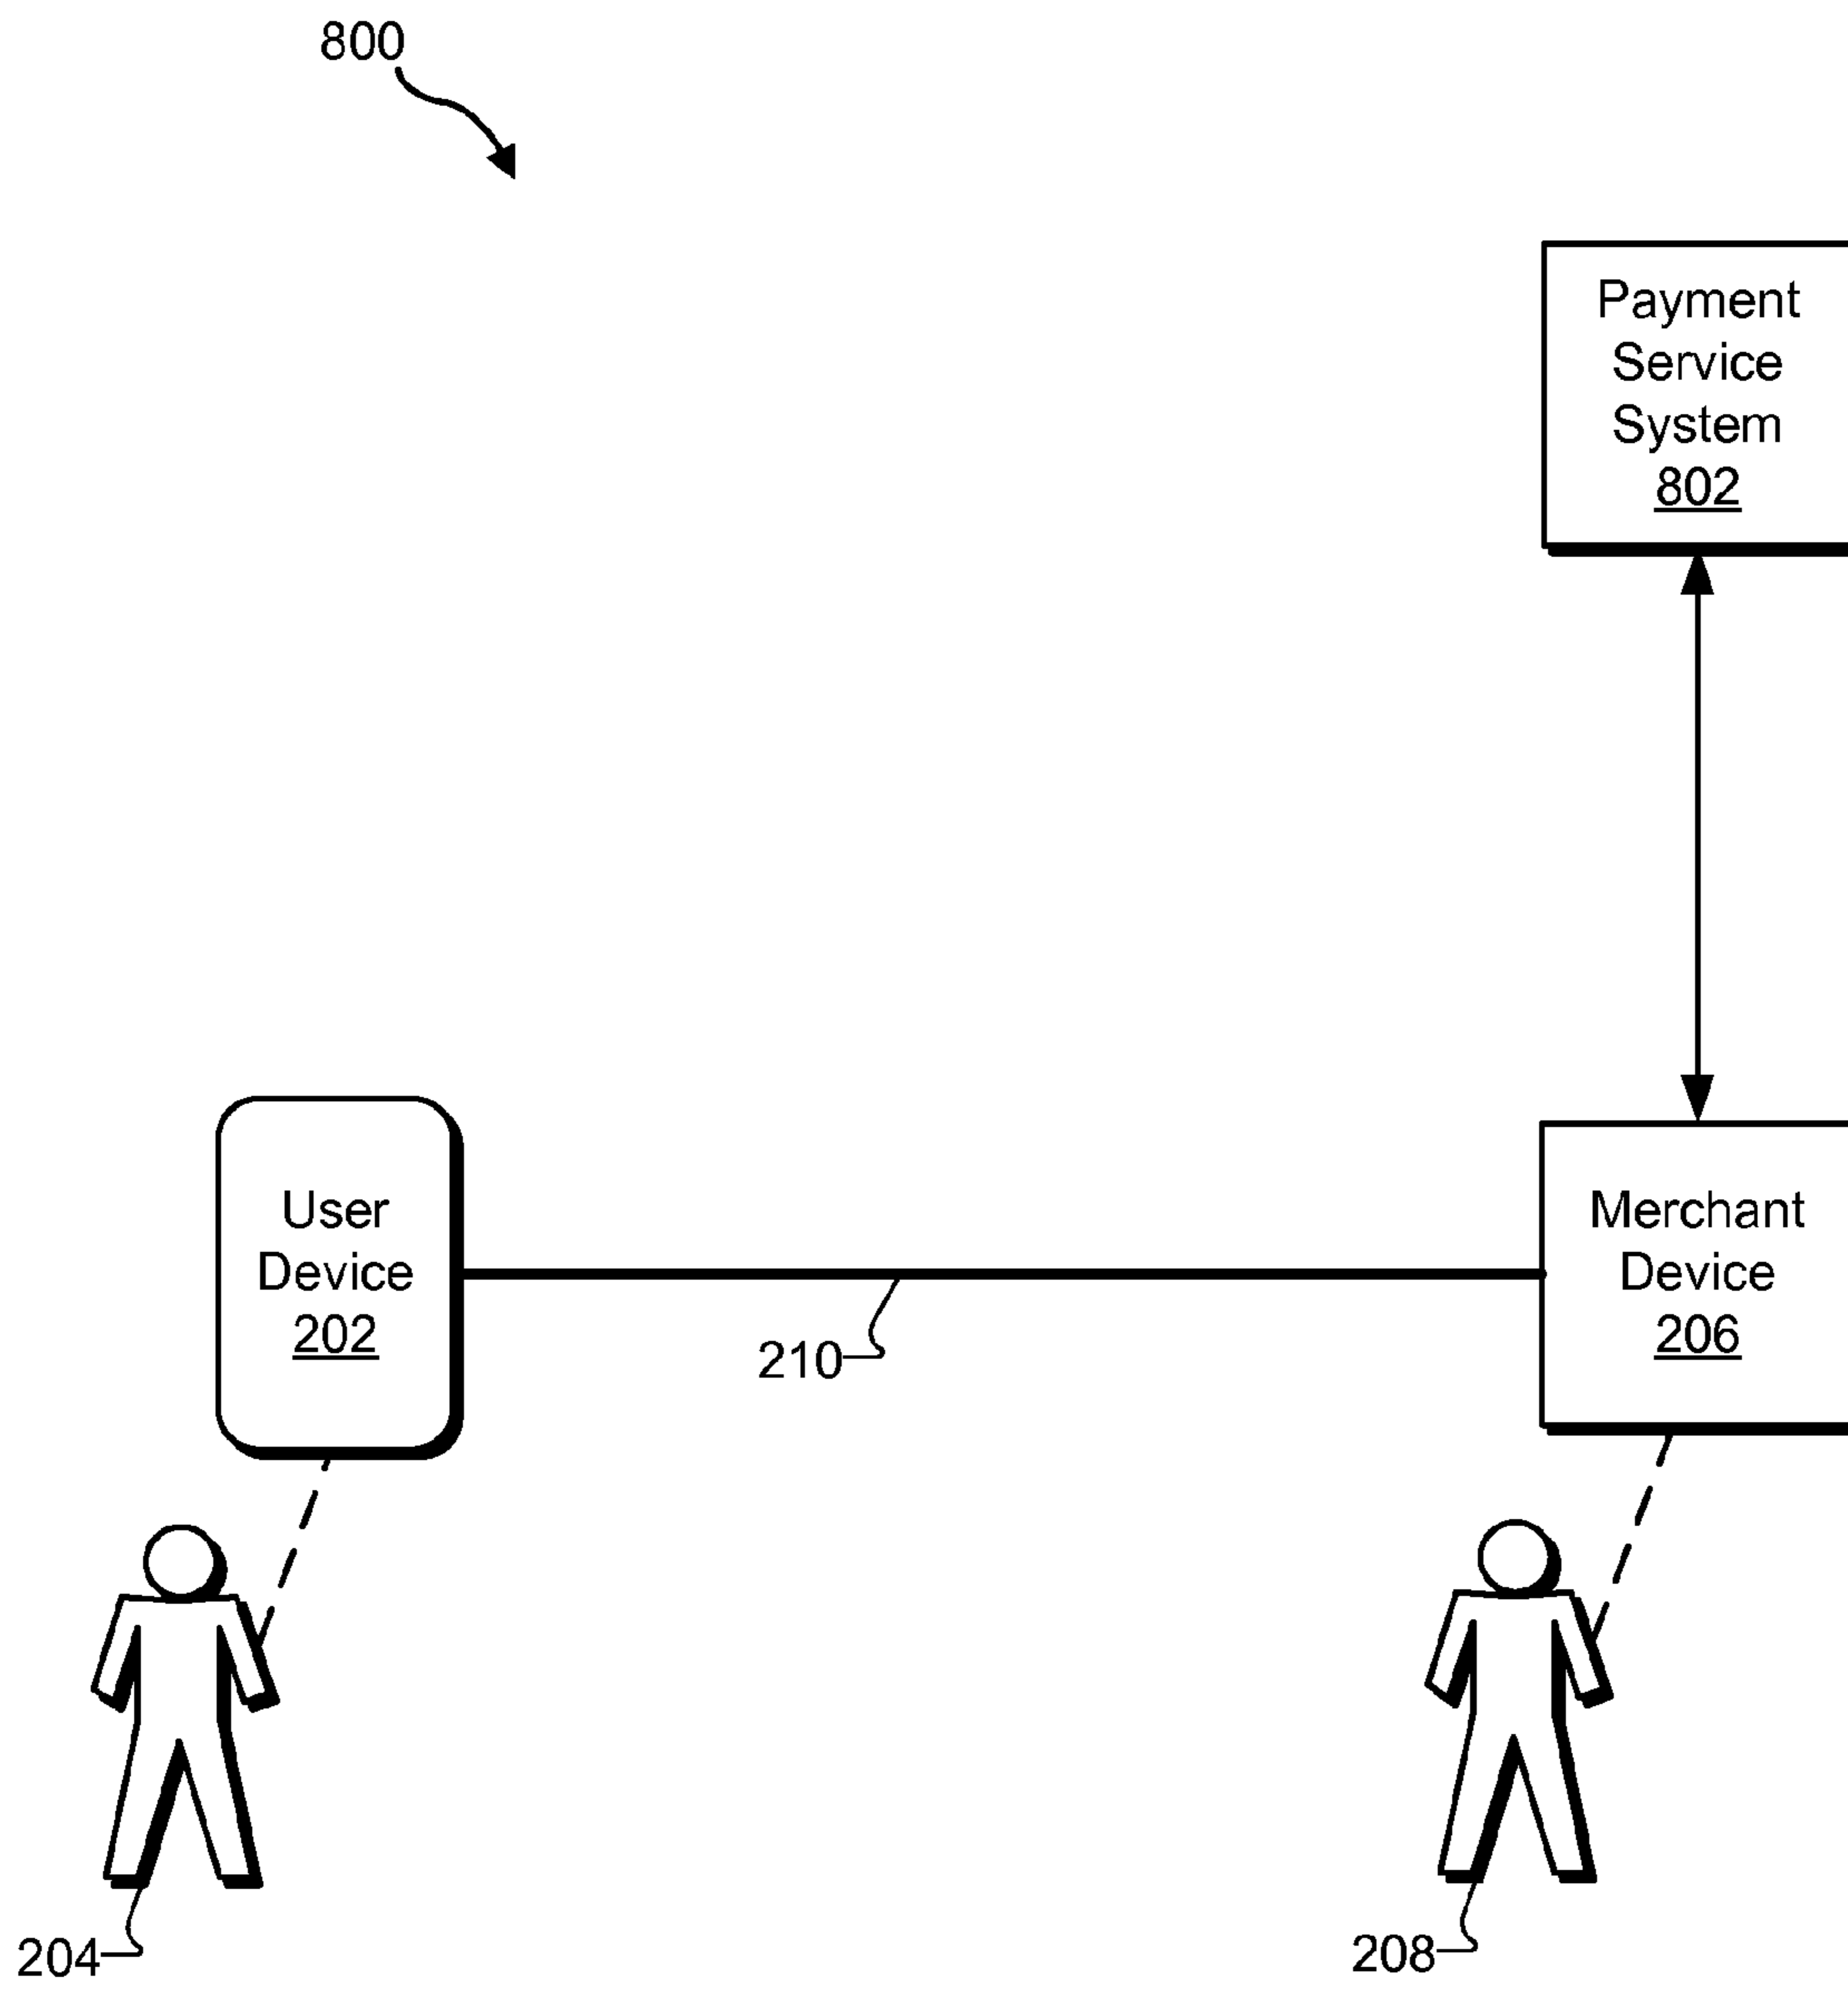 800
Payment
Service
System
802
User
Device
202
Merchant
Device
206
210
204
208